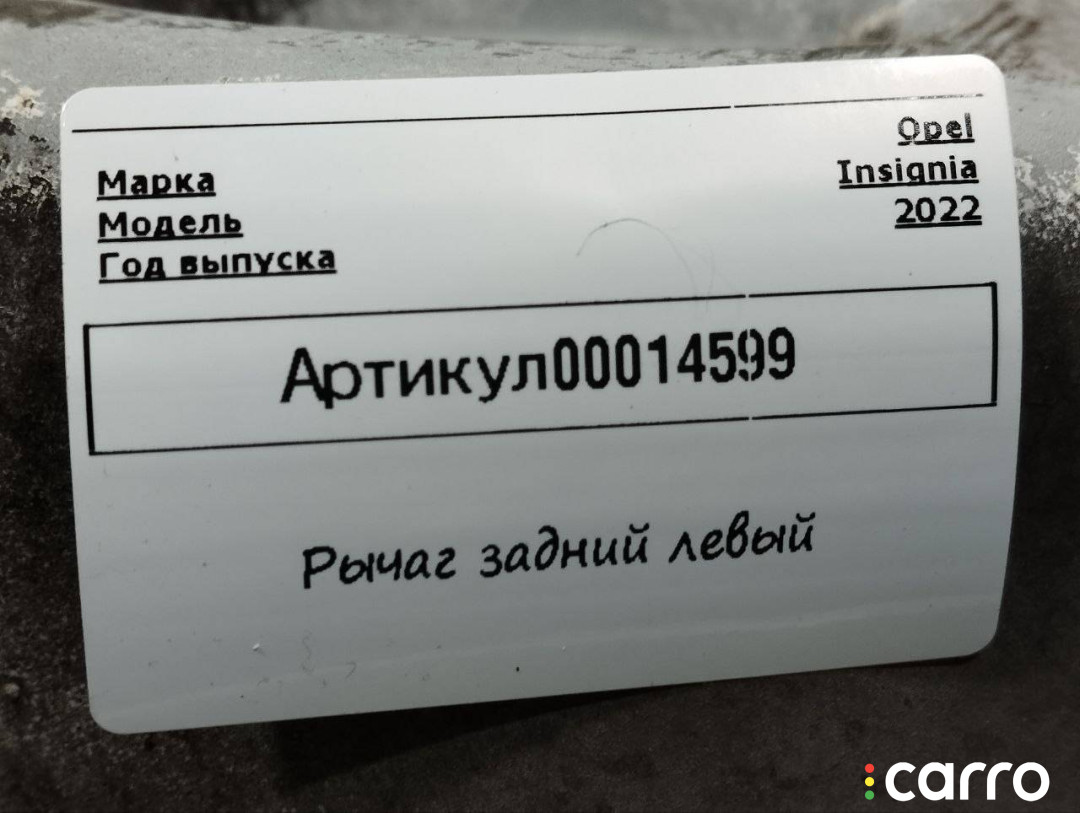 Марка Opel
Модель Insignia
Год выпуска 2022
Артикул00014599
Рычаг задний левый
carro